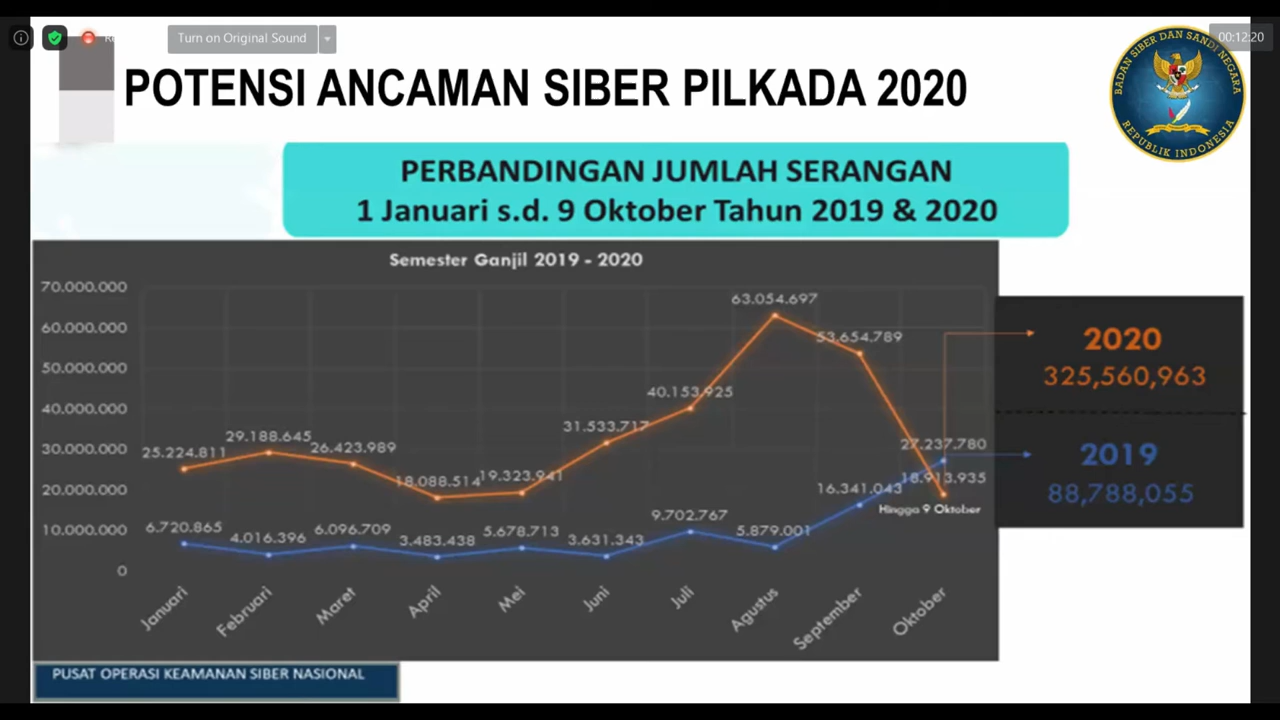 Turn on Original Sound
00:12:20
POTENSI ANCAMAN SIBER PILKADA 2020
BADAN SIBER DAN SANDI NEGARA
REPUBLIK INDONESIA
PERBANDINGAN JUMLAH SERANGAN
1 Januari s.d. 9 Oktober Tahun 2019 & 2020
Semester Ganjil 2019 - 2020
70.000.000
60.000.000
50.000.000
40.000.000
30.000.000
20.000.000
10.000.000
0
25.224.811
29.188.645
26.423.989
18.088.514
19.323.941
31.533.717
40.153.925
63.054.697
53.654.789
18.913.935
Hingga 9 Oktober
6.720.865
4.016.396
6.096.709
3.483.438
5.678.713
3.631.343
9.702.767
5.879.001
16.341.043
27.237.780
Januari
Februari
Maret
April
Mei
Juni
Juli
Agustus
September
Oktober
2020
325,560,963
2019
88,788,055
PUSAT OPERASI KEAMANAN SIBER NASIONAL